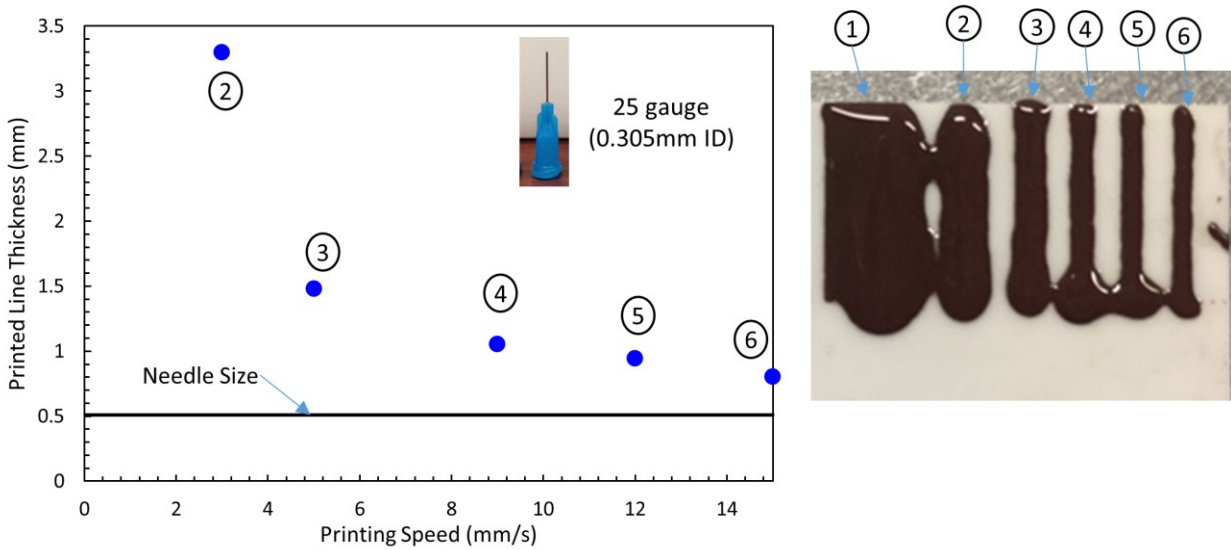 3.5
3
2.5
2
1.5
1
0.5
0
Printed Line Thickness (mm)
2
3
4
5
6
25 gauge
(0.305mm ID)
Needle Size
0 2 4 6 8 10 12 14
Printing Speed (mm/s)
1 2 3 4 5 6